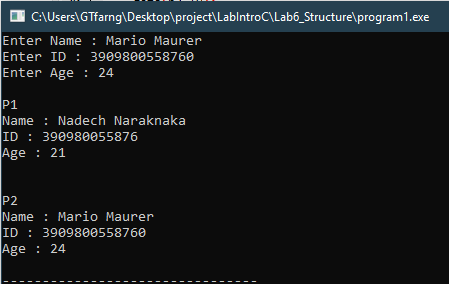 C:\Users\GTfarng\Desktop\project\LabIntroC\Lab6_Structure\program1.exe
Enter Name : Mario Maurer
Enter ID : 3909800558760
Enter Age : 24
P1
Name : Nadech Naraknaka
ID : 390980055876
Age : 21
P2
Name : Mario Maurer
ID : 3909800558760
Age : 24
--------------------------------